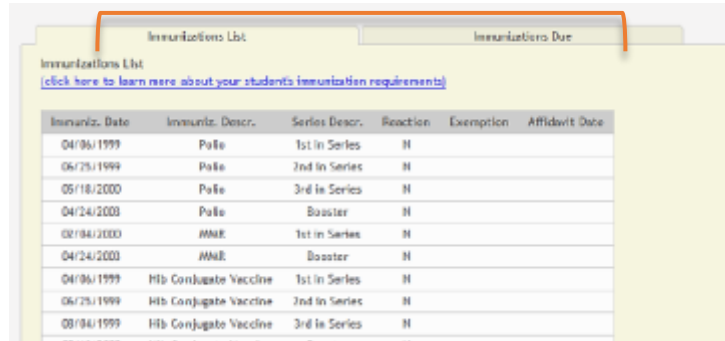 Immunizations List Immunizations Due
Immunizations List
(click here to learn more about your student's immunization requirements)
Immuniz. Date Immuniz. Descr. Series Descr. Reaction Exemption Affidavit Date
04/06/1999 Polio 1st in Series N
06/25/1999 Polio 2nd in Series N
05/18/2000 Polio 3rd in Series N
04/24/2003 Polio Booster N
02/04/2000 MMR 1st in Series N
04/24/2003 MMR Booster N
04/06/1999 Hib Conjugate Vaccine 1st in Series N
06/25/1999 Hib Conjugate Vaccine 2nd in Series N
08/04/1999 Hib Conjugate Vaccine 3rd in Series N